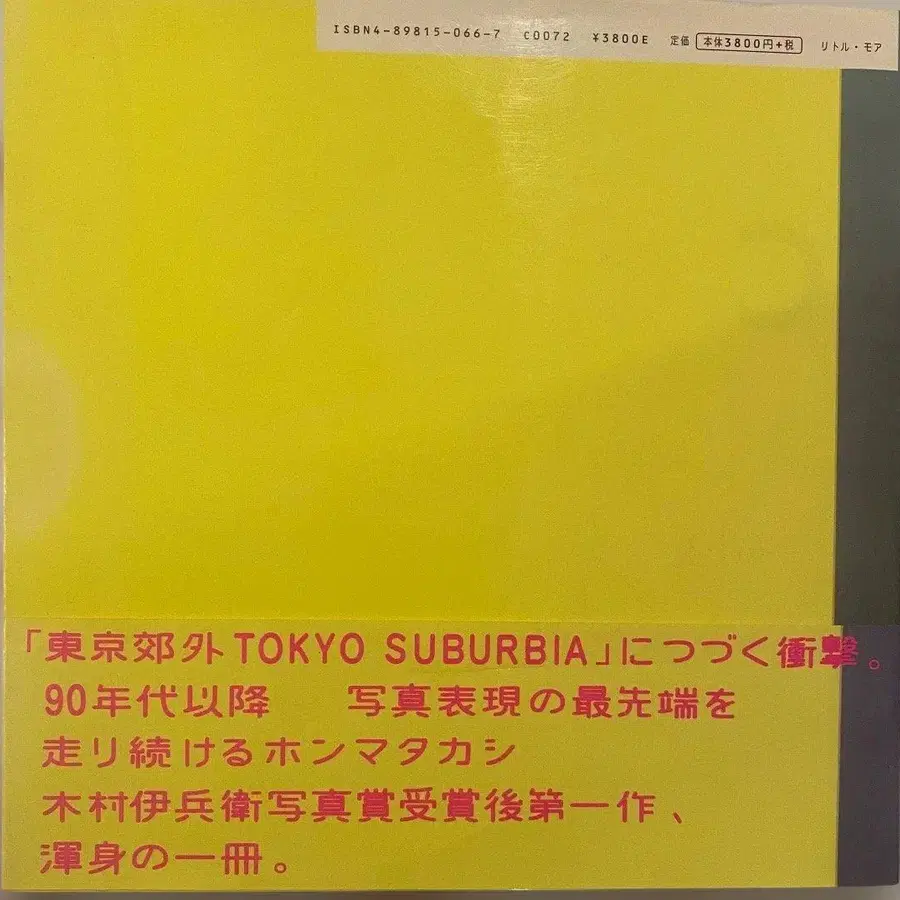 ISBN4-89815-066-7 C0072 ¥3800E 定価 本体3800円+税 リトル・モア
「東京郊外TOKYO SUBURBIA」につづく衝撃。
90年代以降 写真表現の最先端を
走り続けるホンマタカシ
木村伊兵衛写真賞受賞後第一作、
渾身の一冊。